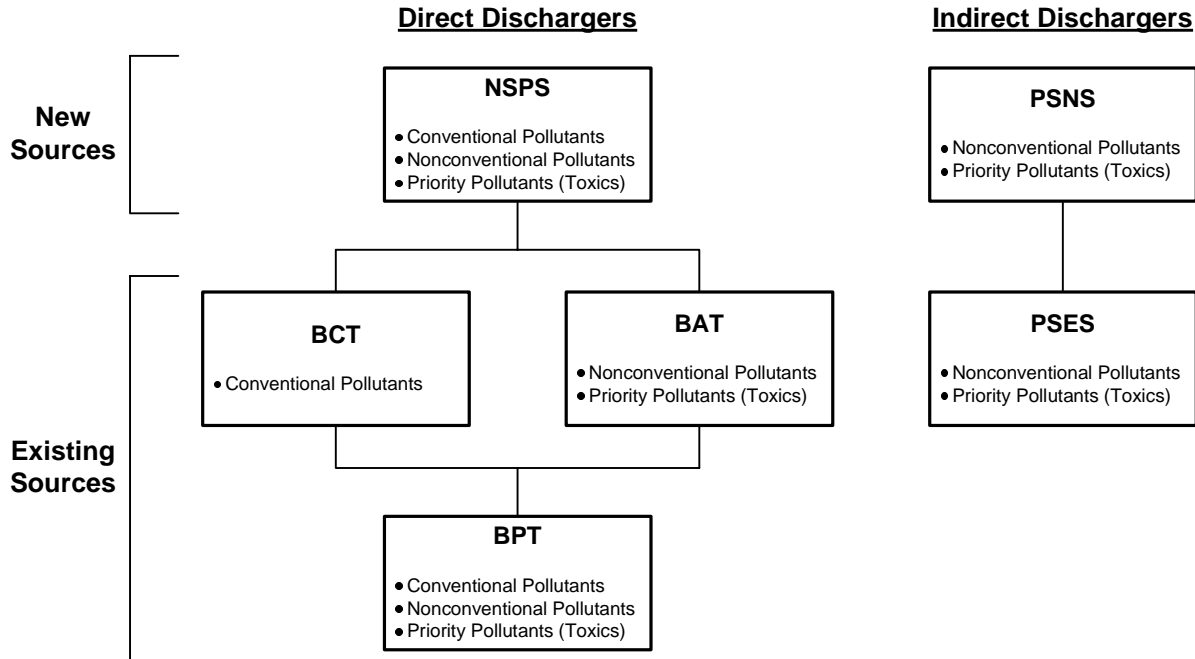 Direct Dischargers
Indirect Dischargers
New
Sources
NSPS
• Conventional Pollutants
• Nonconventional Pollutants
• Priority Pollutants (Toxics)
PSNS
• Nonconventional Pollutants
• Priority Pollutants (Toxics)
Existing
Sources
BCT
• Conventional Pollutants
BAT
• Nonconventional Pollutants
• Priority Pollutants (Toxics)
PSES
• Nonconventional Pollutants
• Priority Pollutants (Toxics)
BPT
• Conventional Pollutants
• Nonconventional Pollutants
• Priority Pollutants (Toxics)